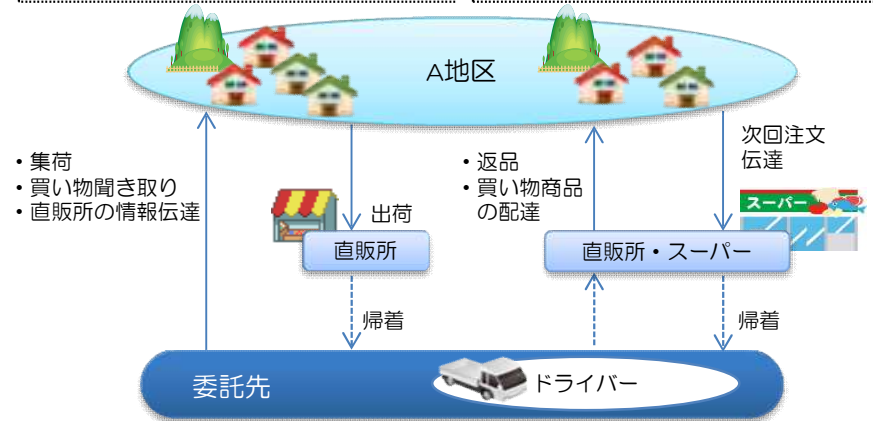 A地区
・集荷
・買い物聞き取り
・直販所の情報伝達
出荷
・返品
・買い物商品
の配達
次回注文
伝達
スーパー
直販所
直販所・スーパー
帰着
帰着
委託先
ドライバー